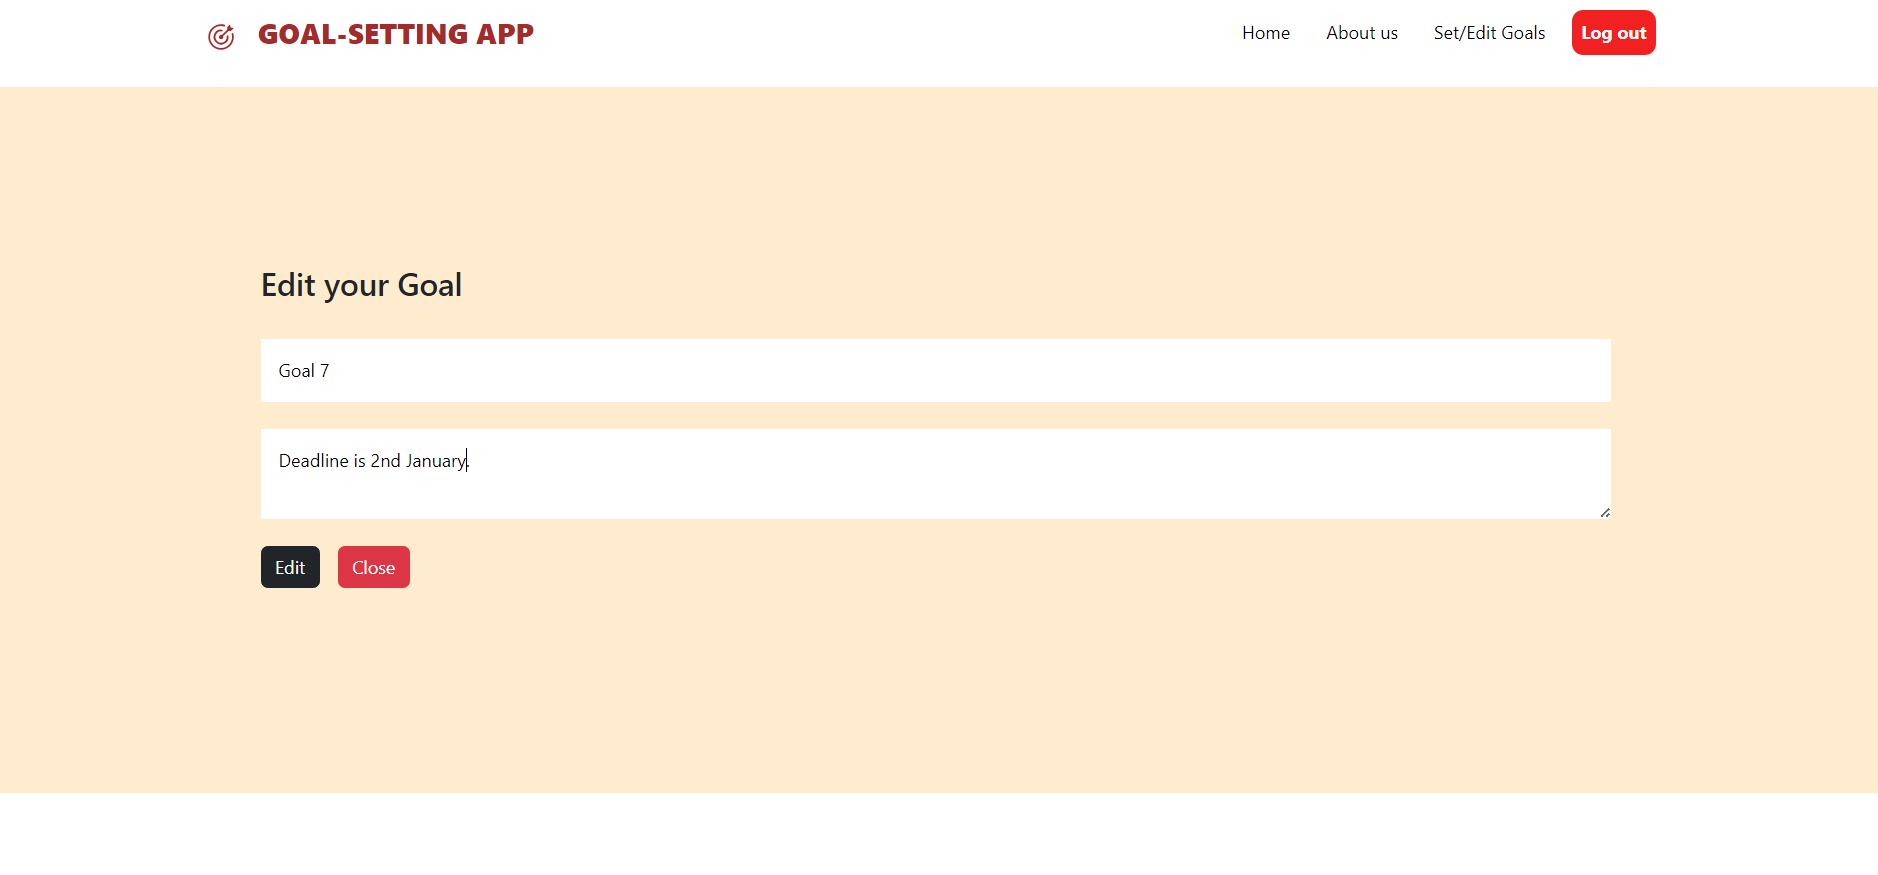 GOAL-SETTING APP
Home About us Set/Edit Goals Log out
Edit your Goal
Goal 7
Deadline is 2nd January.
Edit Close